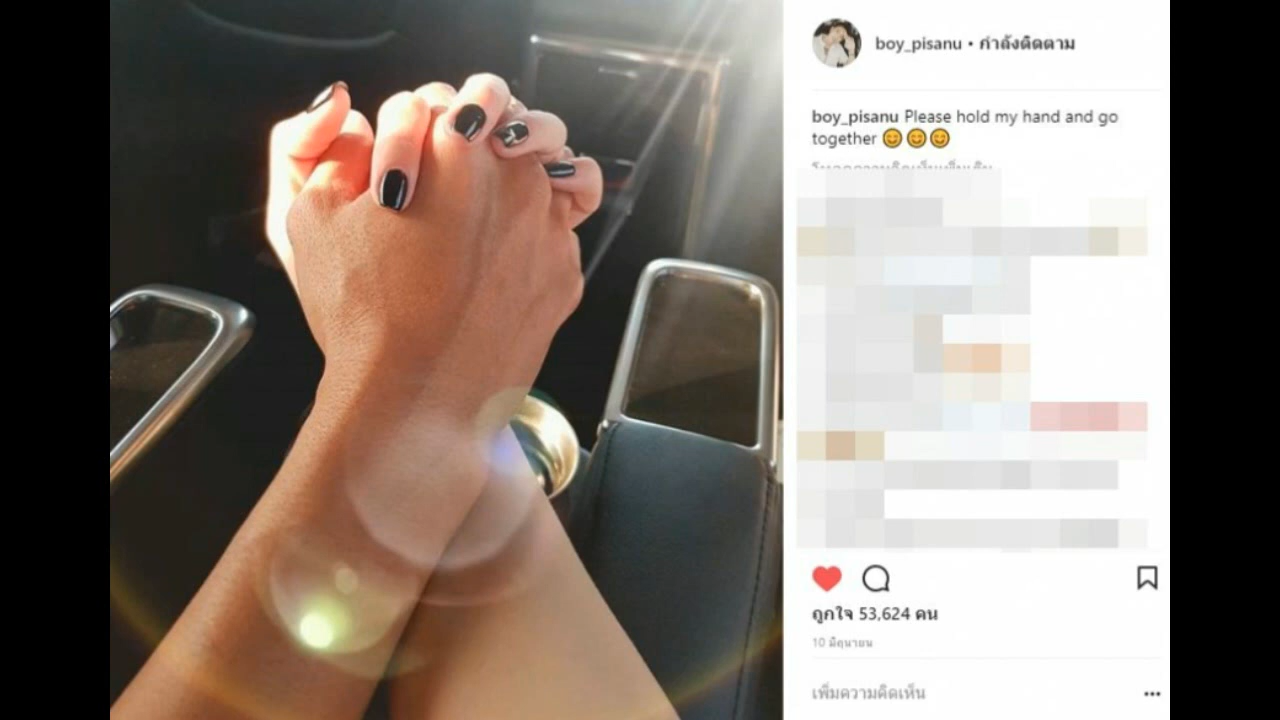 boy_pisanu • กำลังติดตาม
boy_pisanu Please hold my hand and go
together 😊😊😊
ถูกใจ 53,624 คน
10 มิถุนายน
เพิ่มความคิดเห็น